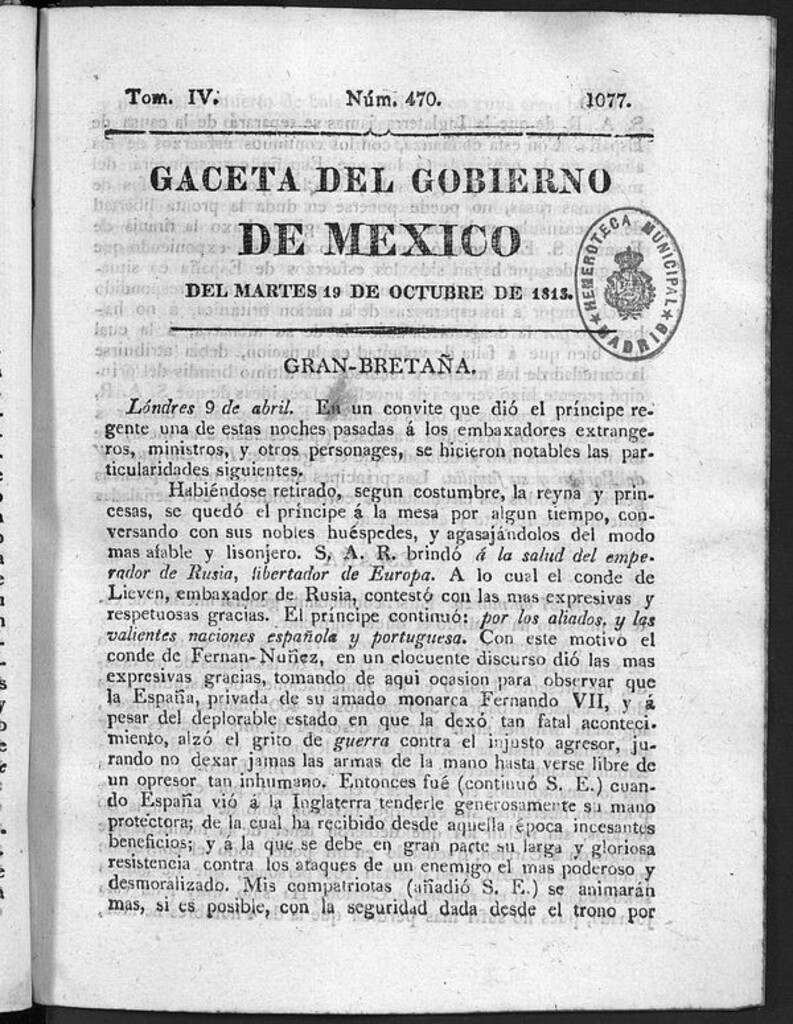 Tom. IV. Núm. 470. 1077.
GACETA DEL GOBIERNO
DE MEXICO
DEL MARTES 19 DE OCTUBRE DE 1813.
HEMEROTECA MUNICIPAL
★ MADRID ★
GRAN-BRETAÑA.
Lóndres 9 de abril. En un convite que dió el príncipe re-
gente una de estas noches pasadas á los embaxadores extrange-
ros, ministros, y otros personages, se hicieron notables las par-
ticularidades siguientes.
Habiéndose retirado, segun costumbre, la reyna y prin-
cesas, se quedó el príncipe á la mesa por algun tiempo, con-
versando con sus nobles huéspedes, y agasajándolos del modo
mas afable y lisonjero. S. A. R. brindó á la salud del empe-
rador de Rusia, libertador de Europa. A lo cual el conde de
Lieven, embaxador de Rusia, contestó con las mas expresivas y
respetuosas gracias. El príncipe continuó: por los aliados, y las
valientes naciones española y portuguesa. Con este motivo el
conde de Fernan-Nuñez, en un elocuente discurso dió las mas
expresivas gracias, tomando de aqui ocasion para observar que
la España, privada de su amado monarca Fernando VII, y á
pesar del deplorable estado en que la dexó tan fatal aconteci-
miento, alzó el grito de guerra contra el injusto agresor, ju-
rando no dexar jamas las armas de la mano hasta verse libre de
un opresor tan inhumano. Entonces fué (continuó S. E.) cuan-
do España vió á la Inglaterra tenderle generosamente su mano
protectora; de la cual ha recibido desde aquella época incesantes
beneficios; y á la que se debe en gran parte su larga y gloriosa
resistencia contra los ataques de un enemigo el mas poderoso y
desmoralizado. Mis compatriotas (añadió S. E.) se animarán
mas, si es posible, con la seguridad dada desde el trono por